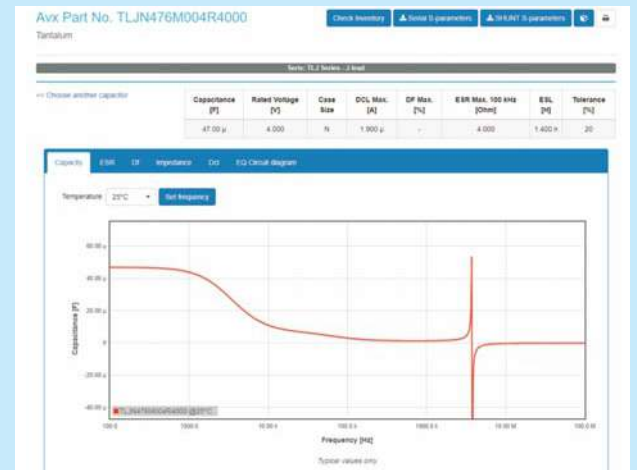 Avx Part No. TLJN476M004R4000
Check Inventory
Serial S-parameters
SHUNT S-parameters
Tantalum
Serie: TLJ Series - J lead
<< Choose another capacitor
Capacitance [F] Rated Voltage [V] Case Size DCL Max. [A] DF Max. [%] ESR Max. 100 kHz [Ohm] ESL [H] Tolerance [%]
47.00 µ 4.000 N 1.900 µ - 4.000 1.400 n 20
Capacity ESR DF Impedance Dcl EQ Circuit diagram
Temperature 25°C Set frequency
60.00 µ
40.00 µ
20.00 µ
0
-20.00 µ
-40.00 µ
Capacitance [F]
TLJN476M004R4000 @25°C
100.0 1000.0 10.00 k 100.0 k 1000.0 k 10.00 M 100.0 M
Frequency [Hz]
Typical values only